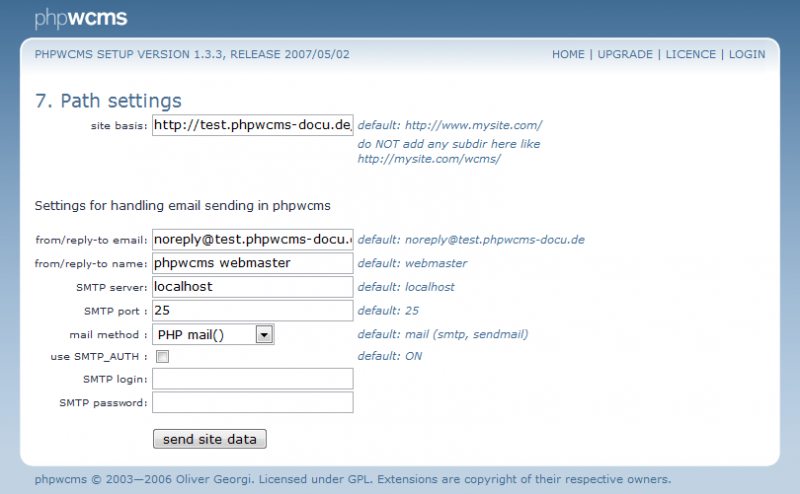 phpwcms
PHPWCMS SETUP VERSION 1.3.3, RELEASE 2007/05/02 HOME | UPGRADE | LICENCE | LOGIN
7. Path settings
site basis: http://test.phpwcms-docu.de, default: http://www.mysite.com/
do NOT add any subdir here like
http://mysite.com/wcms/
Settings for handling email sending in phpwcms
from/reply-to email: noreply@test.phpwcms-docu. default: noreply@test.phpwcms-docu.de
from/reply-to name: phpwcms webmaster default: webmaster
SMTP server: localhost default: localhost
SMTP port : 25 default: 25
mail method : PHP mail() default: mail (smtp, sendmail)
use SMTP_AUTH : default: ON
SMTP login:
SMTP password:
send site data
phpwcms © 2003—2006 Oliver Georgi. Licensed under GPL. Extensions are copyright of their respective owners.